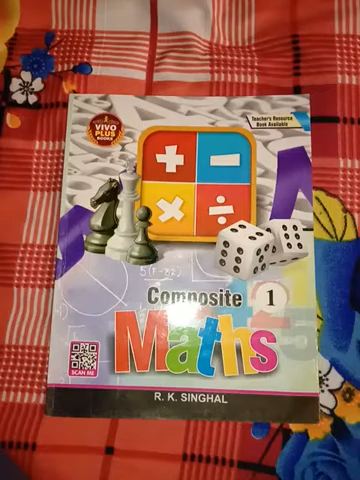 VIVO
PLUS
BOOKS
Teacher's Resource
Book Available
+
−
×
÷
Composite 1
Maths
SCAN ME
R. K. SINGHAL